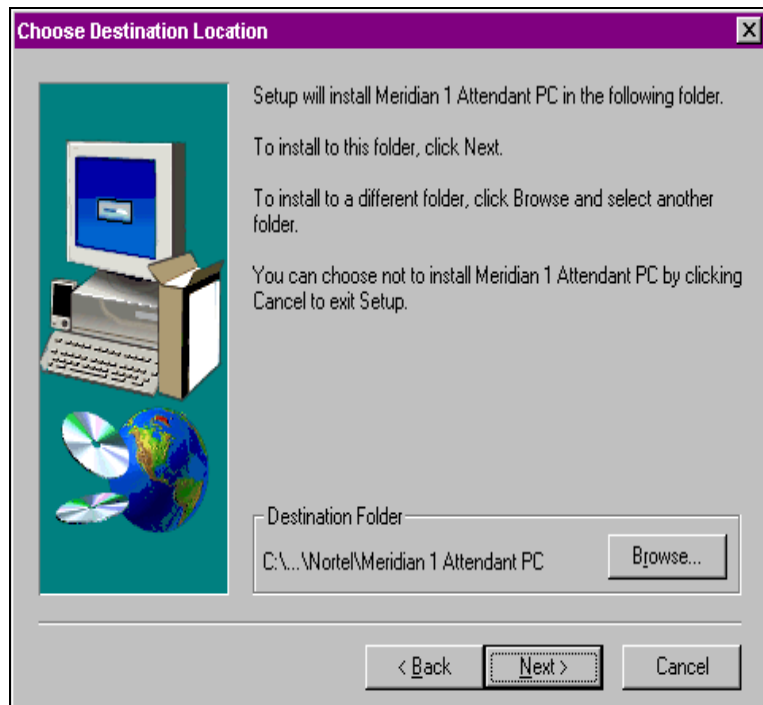 Choose Destination Location
Setup will install Meridian 1 Attendant PC in the following folder.
To install to this folder, click Next.
To install to a different folder, click Browse and select another
folder.
You can choose not to install Meridian 1 Attendant PC by clicking
Cancel to exit Setup.
Destination Folder
C:\...\Nortel\Meridian 1 Attendant PC
Browse...
< Back
Next >
Cancel